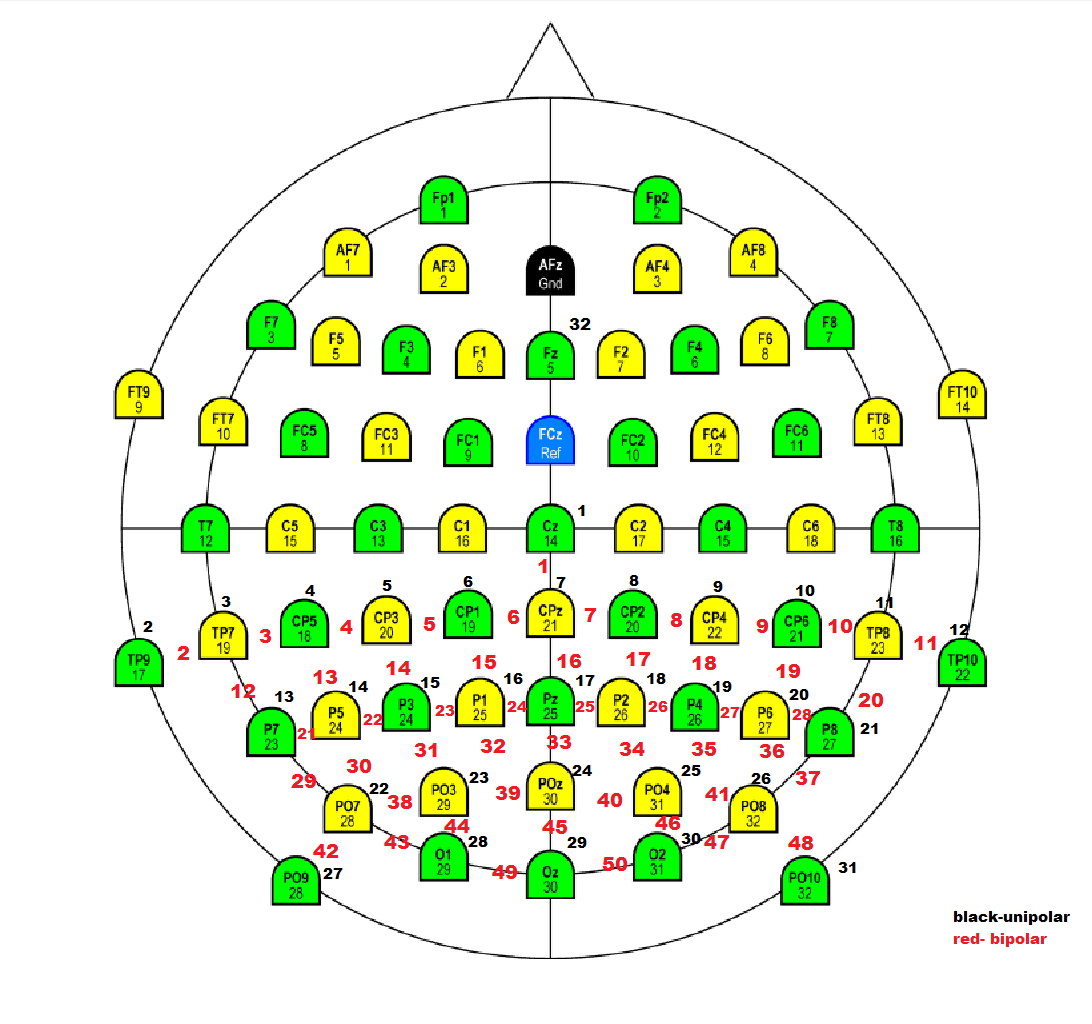 Fp1
1
Fp2
2
AF7
1
AF3
2
AFz
Gnd
AF4
3
AF8
4
F7
3
F5
5
F3
4
F1
6
32
Fz
5
F2
7
F4
6
F6
8
F8
7
FT9
9
FT7
10
FC5
8
FC3
11
FC1
9
FCz
Ref
FC2
10
FC4
12
FC6
11
FT8
13
FT10
14
T7
12
C5
15
C3
13
C1
16
Cz
14
1
C2
17
C4
15
C6
18
T8
16
1
2
TP9
17
2
3
TP7
19
3
4
CP5
18
4
5
CP3
20
5
6
CP1
19
6
7
CPz
21
7
8
CP2
20
8
9
CP4
22
9
10
CP6
21
10
11
TP8
23
11
12
TP10
22
12
13
14
15
16
17
18
19
20
13
P7
23
21
14
P5
24
22
15
P3
24
23
16
P1
25
24
17
Pz
25
25
18
P2
26
26
19
P4
26
27
20
P6
27
28
P8
27
21
29
30
31
32
33
34
35
36
37
22
PO7
28
38
23
PO3
29
39
24
POz
30
40
25
PO4
31
41
26
PO8
32
42
43
44
45
46
47
48
PO9
28
27
O1
29
28
49
Oz
30
29
50
O2
31
30
PO10
32
31
black-unipolar
red- bipolar